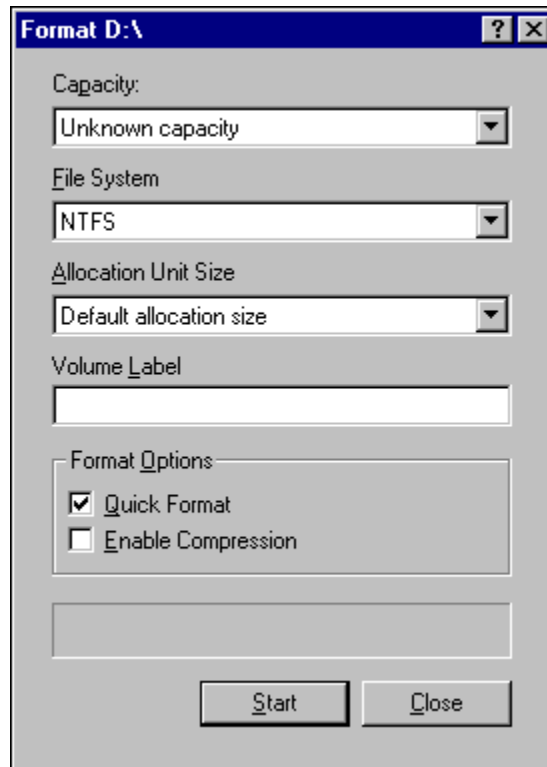 Format D:\
Capacity:
Unknown capacity
File System
NTFS
Allocation Unit Size
Default allocation size
Volume Label
Format Options
Quick Format
Enable Compression
Start
Close